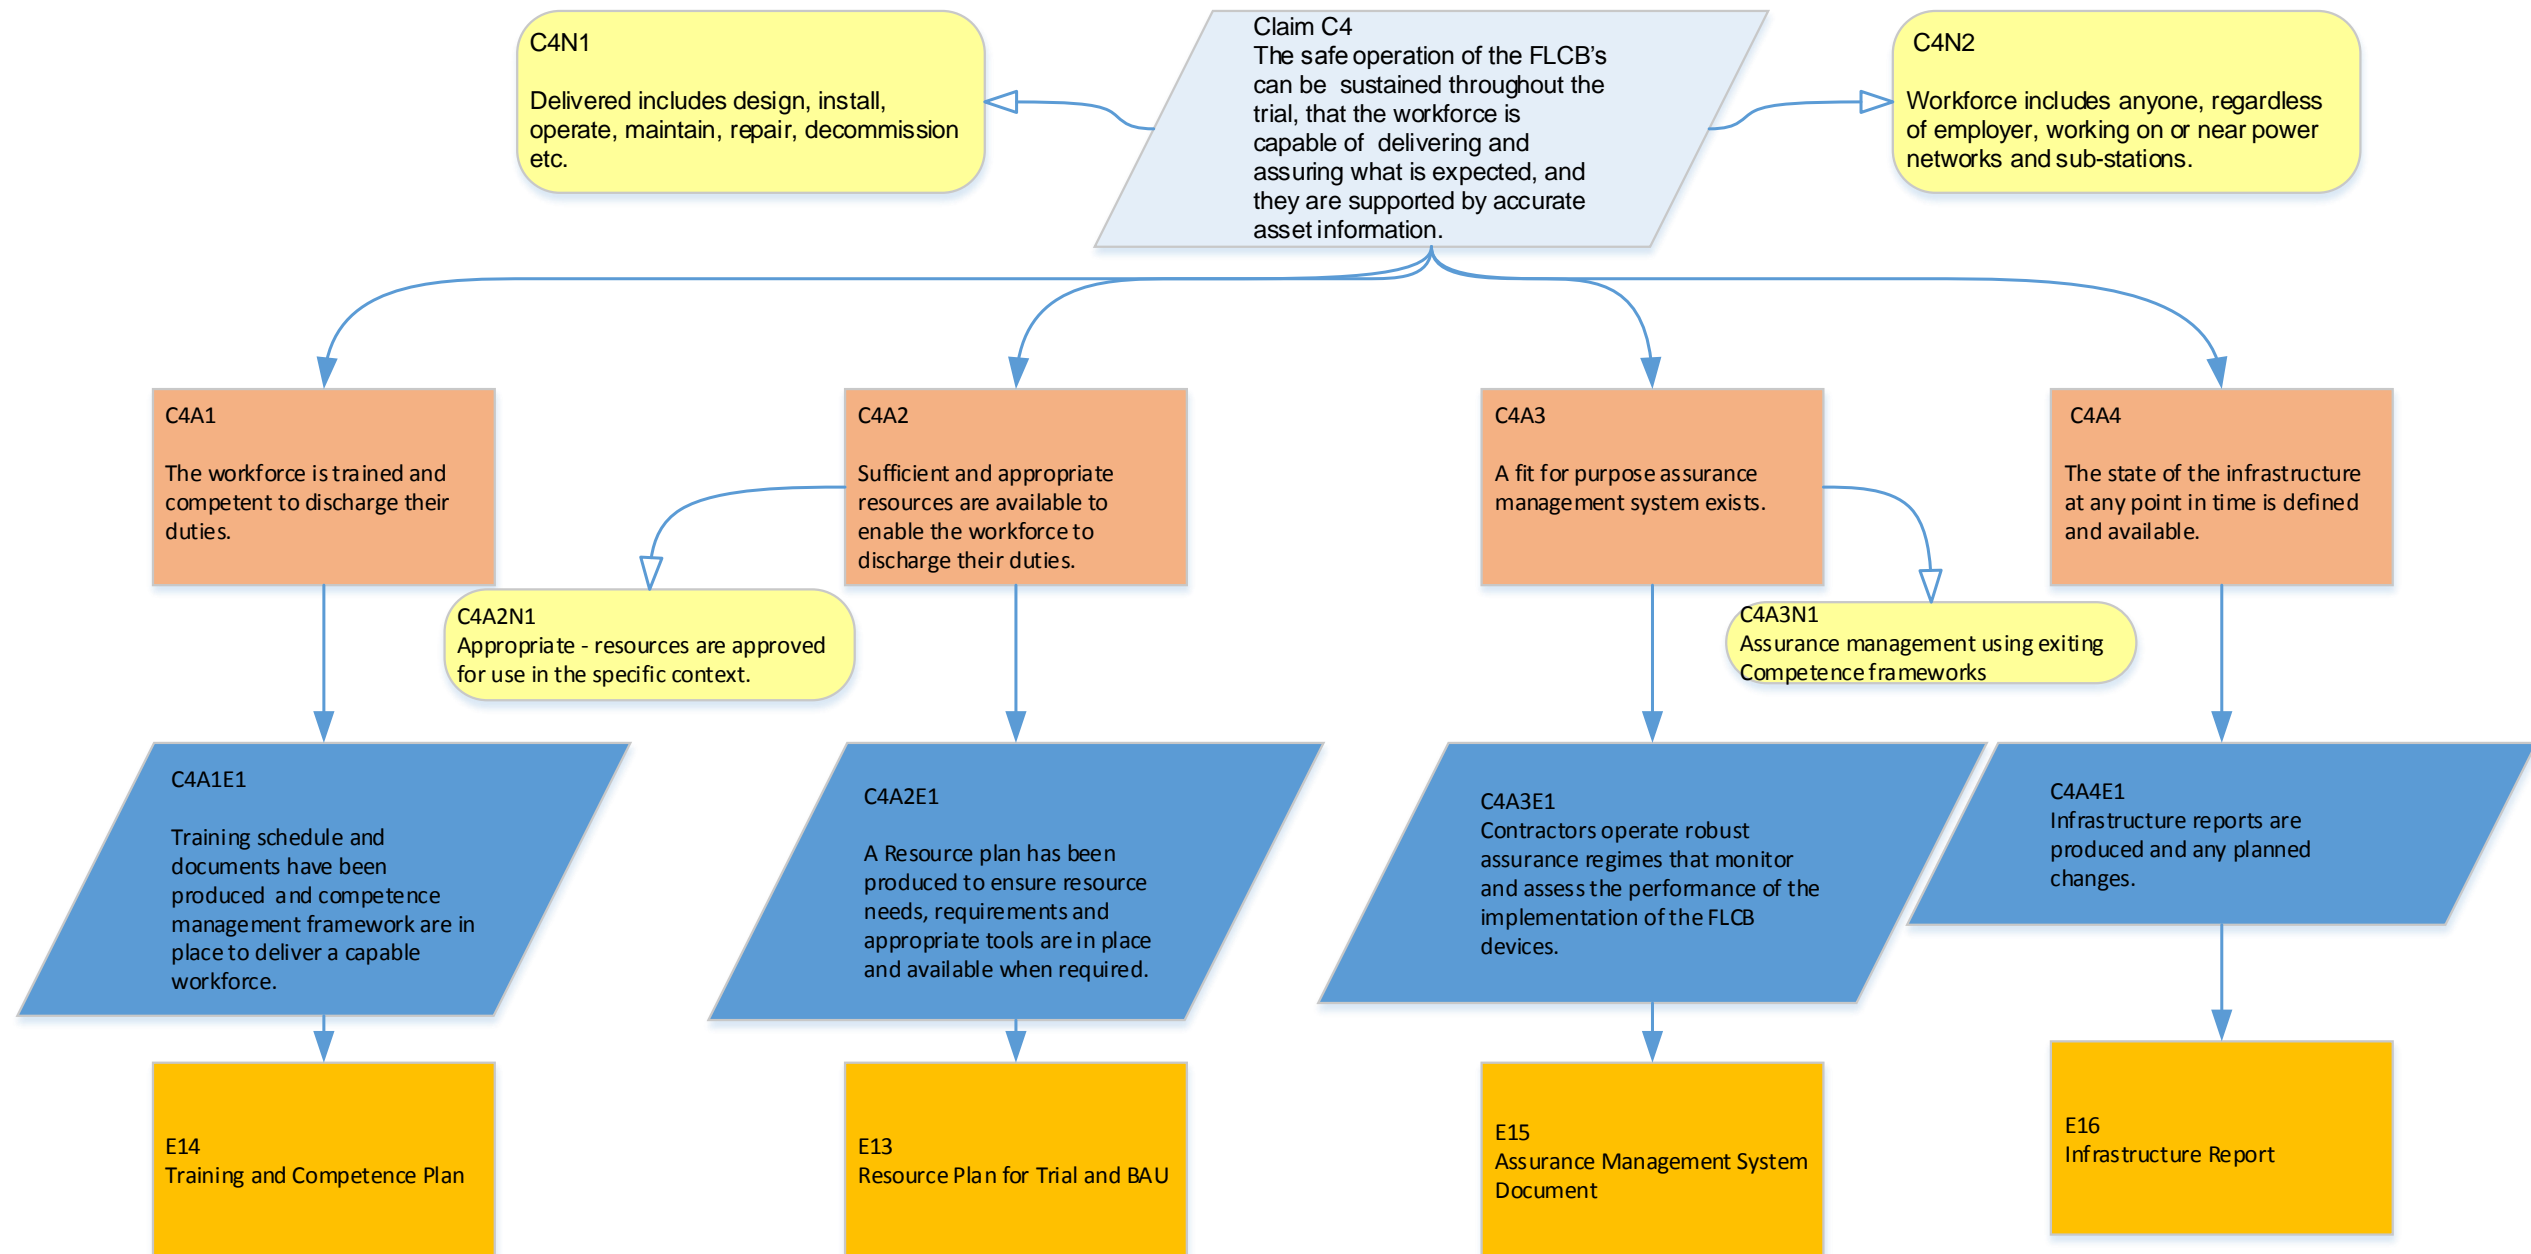 C4N1
Delivered includes design, install,
operate, maintain, repair, decommission
etc.
Claim C4
The safe operation of the FLCB's
can be sustained throughout the
trial, that the workforce is
capable of delivering and
assuring what is expected, and
they are supported by accurate
asset information.
C4N2
Workforce includes anyone, regardless
of employer, working on or near power
networks and sub-stations.
C4A1
The workforce is trained and
competent to discharge their
duties.
C4A2
Sufficient and appropriate
resources are available to
enable the workforce to
discharge their duties.
C4A3
A fit for purpose assurance
management system exists.
C4A4
The state of the infrastructure
at any point in time is defined
and available.
C4A2N1
Appropriate - resources are approved
for use in the specific context.
C4A3N1
Assurance management using exiting
Competence frameworks
C4A1E1
Training schedule and
documents have been
produced and competence
management framework are in
place to deliver a capable
workforce.
C4A2E1
A Resource plan has been
produced to ensure resource
needs, requirements and
appropriate tools are in place
and available when required.
C4A3E1
Contractors operate robust
assurance regimes that monitor
and assess the performance of the
implementation of the FLCB
devices.
C4A4E1
Infrastructure reports are
produced and any planned
changes.
E14
Training and Competence Plan
E13
Resource Plan for Trial and BAU
E15
Assurance Management System
Document
E16
Infrastructure Report